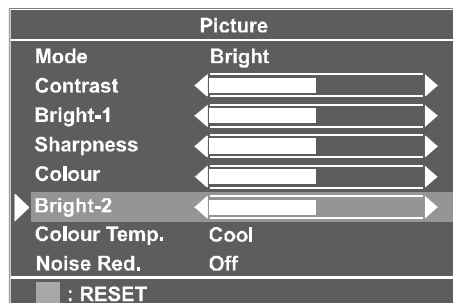 Picture
Mode Bright
Contrast
Bright-1
Sharpness
Colour
Bright-2
Colour Temp. Cool
Noise Red. Off
: RESET